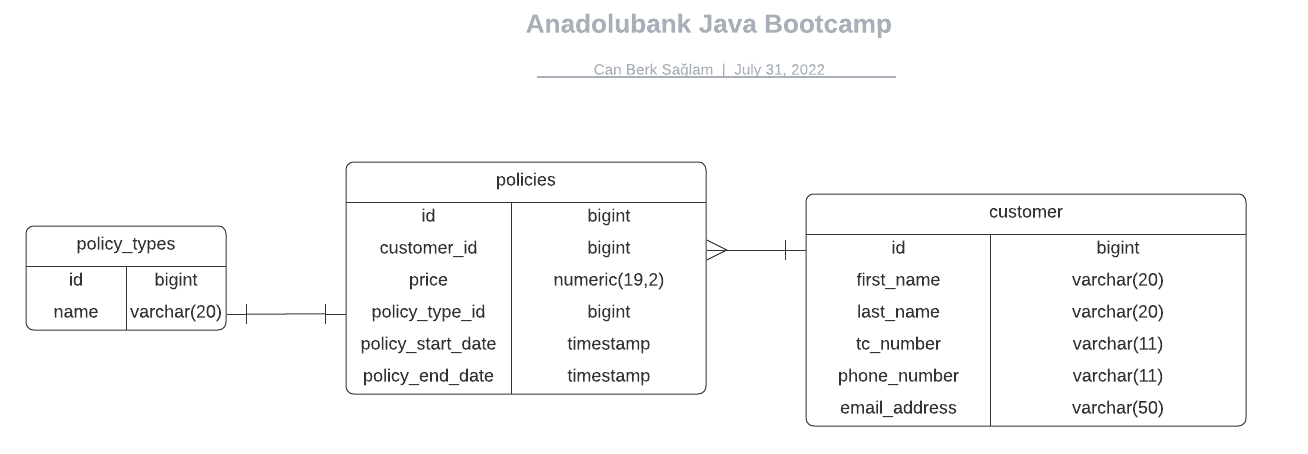 Anadolubank Java Bootcamp
Can Berk Sağlam | July 31, 2022
policy_types
id bigint
name varchar(20)
policies
id bigint
customer_id bigint
price numeric(19,2)
policy_type_id bigint
policy_start_date timestamp
policy_end_date timestamp
customer
id bigint
first_name varchar(20)
last_name varchar(20)
tc_number varchar(11)
phone_number varchar(11)
email_address varchar(50)